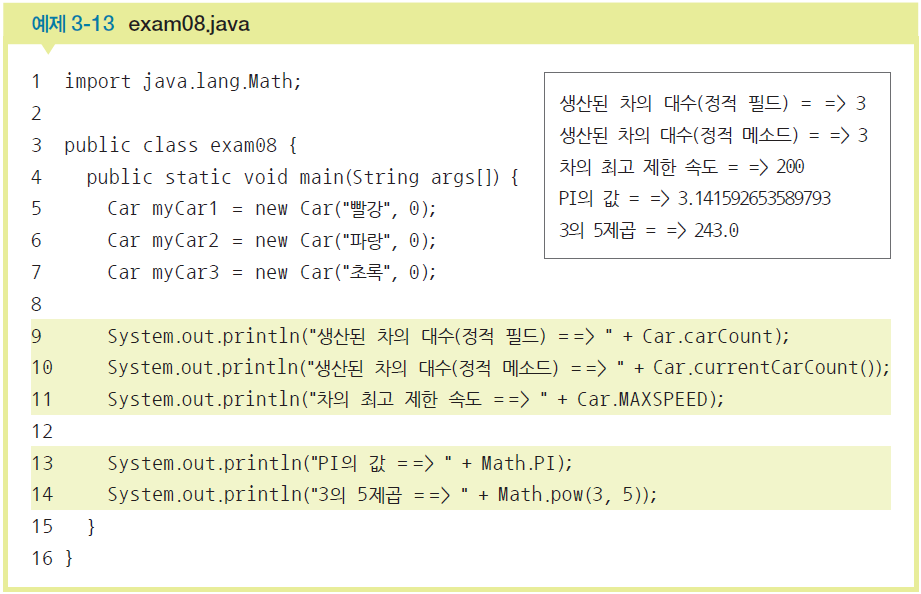 예제 3-13 exam08.java
1 import java.lang.Math;
2
3 public class exam08 {
4 public static void main(String args[]) {
5 Car myCar1 = new Car("빨강", 0);
6 Car myCar2 = new Car("파랑", 0);
7 Car myCar3 = new Car("초록", 0);
8
9 System.out.println("생산된 차의 대수(정적 필드) ==> " + Car.carCount);
10 System.out.println("생산된 차의 대수(정적 메소드) ==> " + Car.currentCarCount());
11 System.out.println("차의 최고 제한 속도 ==> " + Car.MAXSPEED);
12
13 System.out.println("PI의 값 ==> " + Math.PI);
14 System.out.println("3의 5제곱 ==> " + Math.pow(3, 5));
15 }
16 }
생산된 차의 대수(정적 필드) = => 3
생산된 차의 대수(정적 메소드) = => 3
차의 최고 제한 속도 = => 200
PI의 값 = => 3.141592653589793
3의 5제곱 = => 243.0